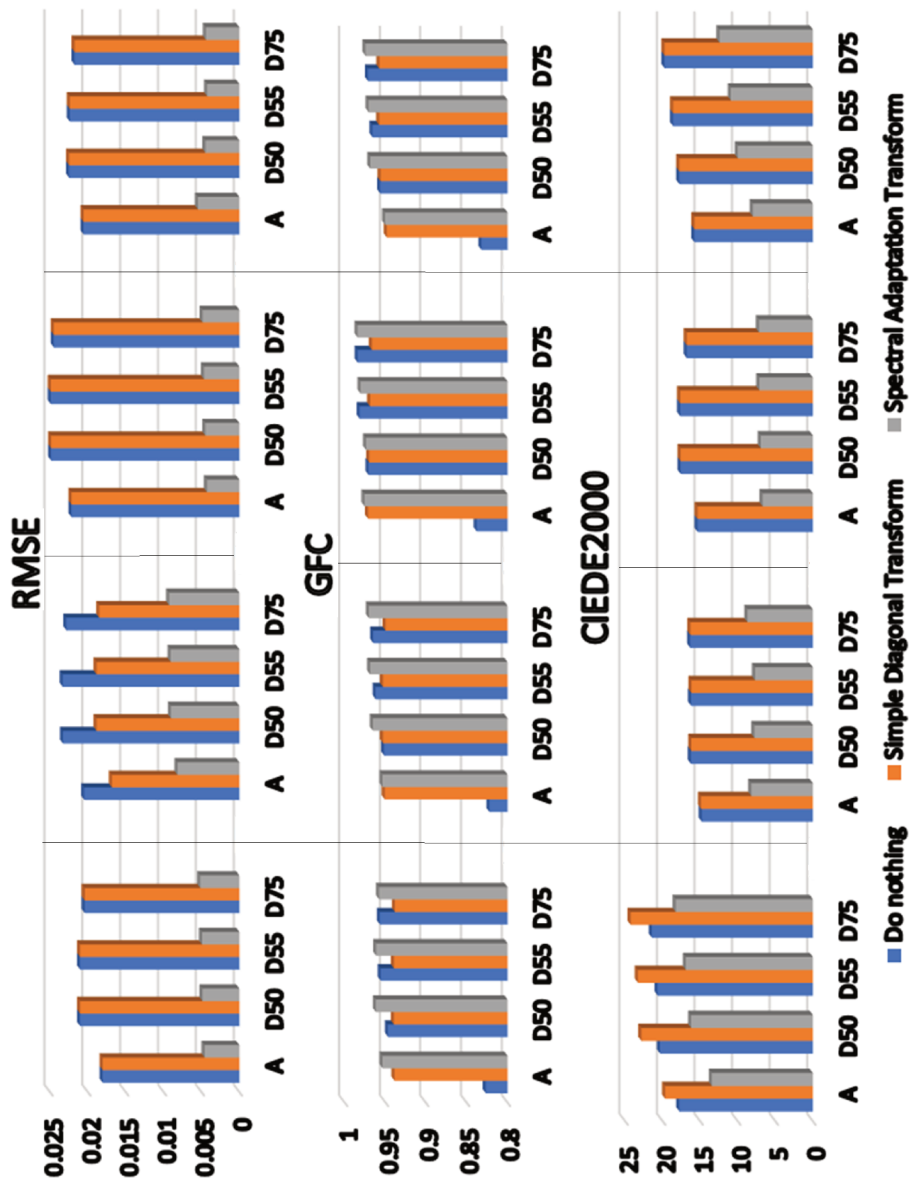 RMSE
0.025
0.02
0.015
0.01
0.005
0
A D50 D55 D75 A D50 D55 D75 A D50 D55 D75 A D50 D55 D75
GFC
1
0.95
0.9
0.85
0.8
A D50 D55 D75 A D50 D55 D75 A D50 D55 D75 A D50 D55 D75
CIEDE2000
25
20
15
10
5
0
A D50 D55 D75 A D50 D55 D75 A D50 D55 D75 A D50 D55 D75
Do nothing Simple Diagonal Transform Spectral Adaptation Transform